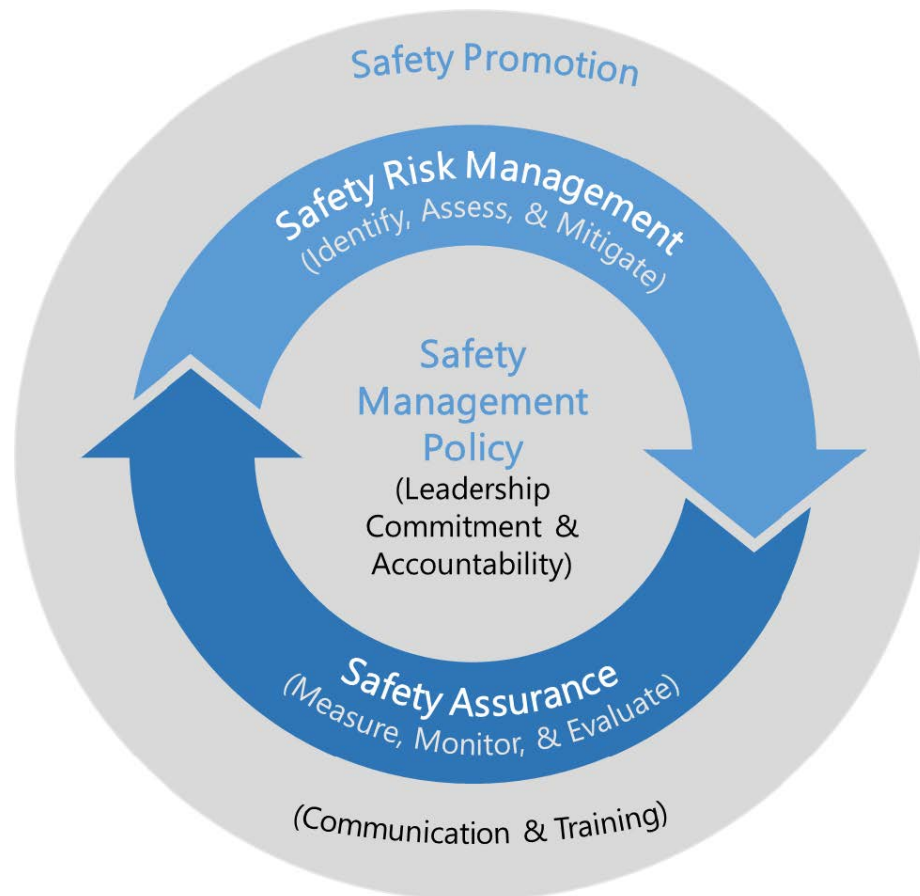 Safety Promotion
Safety Risk Management
(Identify, Assess, & Mitigate)
Safety
Management
Policy
(Leadership
Commitment &
Accountability)
Safety Assurance
(Measure, Monitor, & Evaluate)
(Communication & Training)